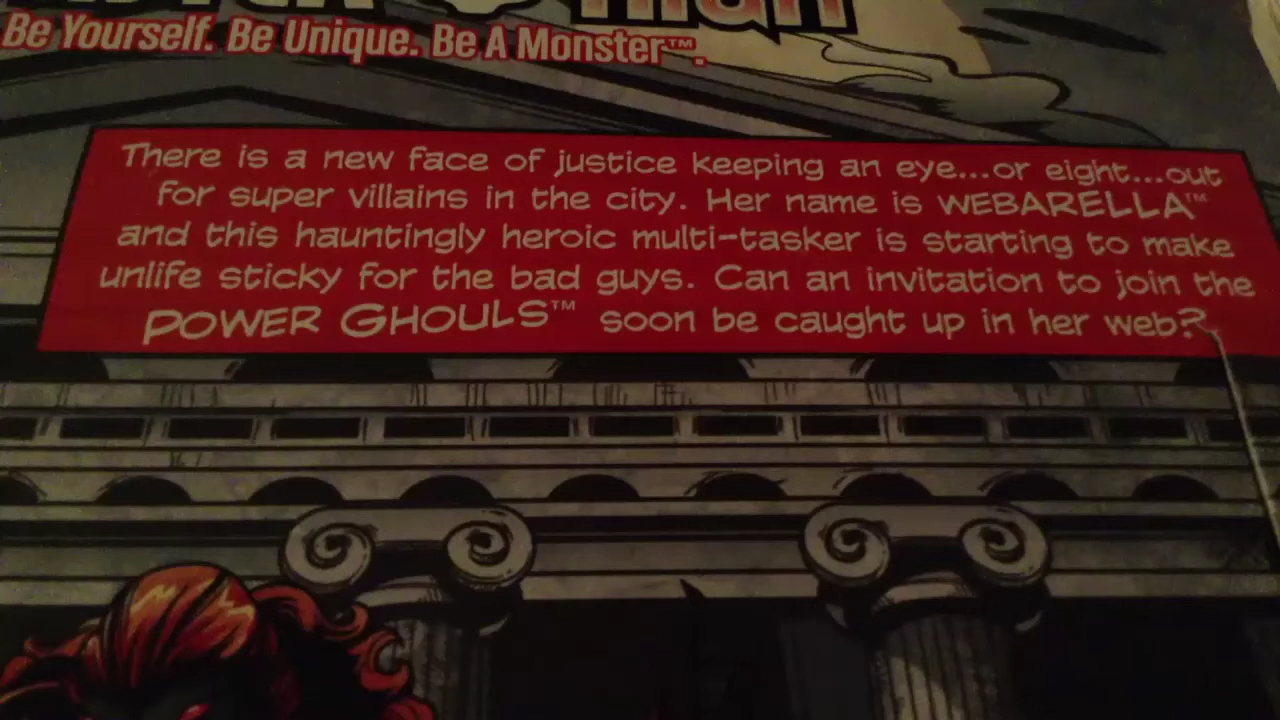 High
Be Yourself. Be Unique. Be A Monster™.
There is a new face of justice keeping an eye...or eight...out
for super villains in the city. Her name is WEBARELLA™
and this hauntingly heroic multi-tasker is starting to make
unlife sticky for the bad guys. Can an invitation to join the
POWER GHOULS™ soon be caught up in her web?